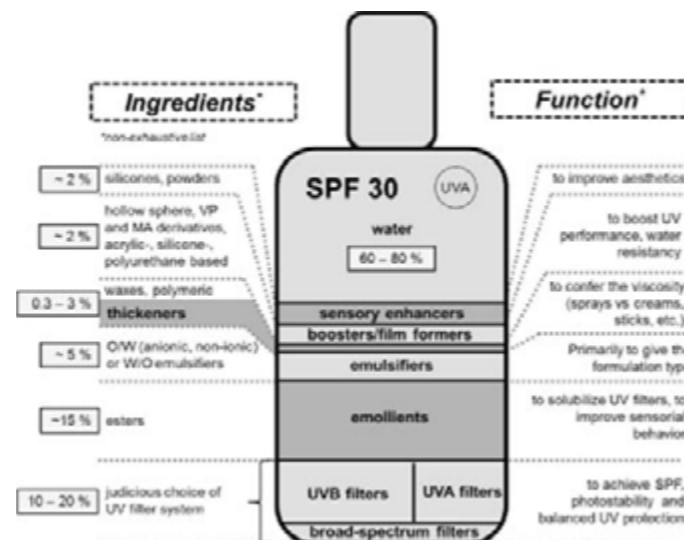 Ingredients*
*non-exhaustive list
~ 2 %
silicones, powders
~ 2 %
hollow sphere, VP
and MA derivatives,
acrylic-, silicone-,
polyurethane based
0.3 – 3 %
waxes, polymeric
thickeners
~ 5 %
O/W (anionic, non-ionic)
or W/O emulsifiers
~15 %
esters
10 – 20 %
judicious choice of
UV filter system
SPF 30
UVA
water
60 – 80 %
sensory enhancers
boosters/film formers
emulsifiers
emollients
UVB filters
UVA filters
broad-spectrum filters
Function*
to improve aesthetics
to boost UV
performance, water
resistancy
to confer the viscosity
(sprays vs creams,
sticks, etc.)
Primarily to give th
formulation typ
to solubilize UV filters, to
improve sensorial
behavior
to achieve SPF,
photostability and
balanced UV protection